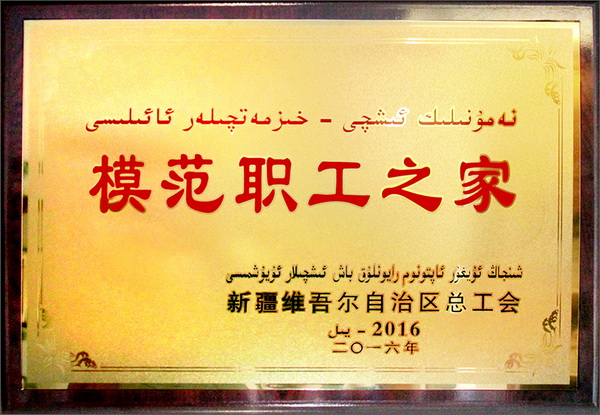 نەمۇنىلىك ئىشچى - خىزمەتچىلەر ئائىلىسى
模范职工之家
شىنجاڭ ئۇيغۇر ئاپتونوم رايونلۇق باش ئىشچىلار ئۇيۇشمىسى
新疆维吾尔自治区总工会
2016 - يىل
二〇一六年